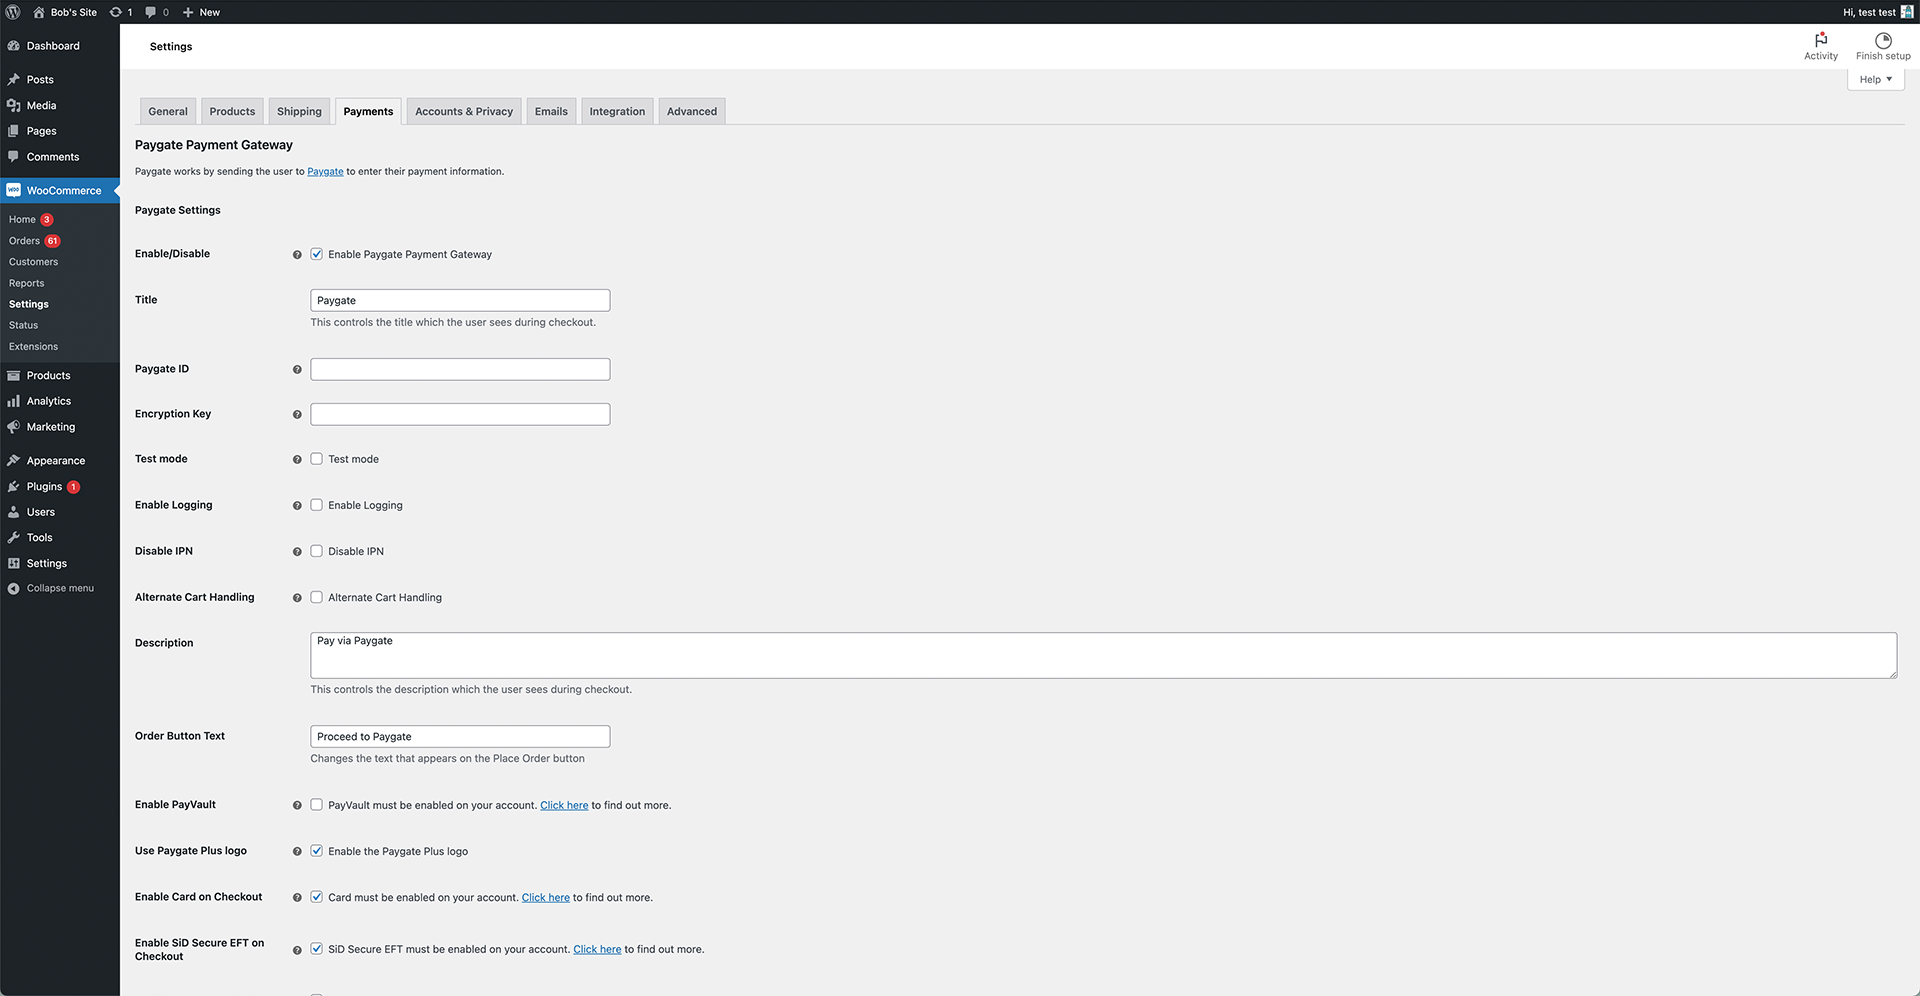 Bob's Site
1
0
New
Hi, test test
Dashboard
Posts
Media
Pages
Comments
WooCommerce
Home 3
Orders 61
Customers
Reports
Settings
Status
Extensions
Products
Analytics
Marketing
Appearance
Plugins 1
Users
Tools
Settings
Collapse menu
Settings
Activity
Finish setup
Help ▼
General
Products
Shipping
Payments
Accounts & Privacy
Emails
Integration
Advanced
Paygate Payment Gateway
Paygate works by sending the user to Paygate to enter their payment information.
Paygate Settings
Enable/Disable
Enable Paygate Payment Gateway
Title
Paygate
This controls the title which the user sees during checkout.
Paygate ID
Encryption Key
Test mode
Test mode
Enable Logging
Enable Logging
Disable IPN
Disable IPN
Alternate Cart Handling
Alternate Cart Handling
Description
Pay via Paygate
This controls the description which the user sees during checkout.
Order Button Text
Proceed to Paygate
Changes the text that appears on the Place Order button
Enable PayVault
PayVault must be enabled on your account. Click here to find out more.
Use Paygate Plus logo
Enable the Paygate Plus logo
Enable Card on Checkout
Card must be enabled on your account. Click here to find out more.
Enable SiD Secure EFT on
Checkout
SiD Secure EFT must be enabled on your account. Click here to find out more.